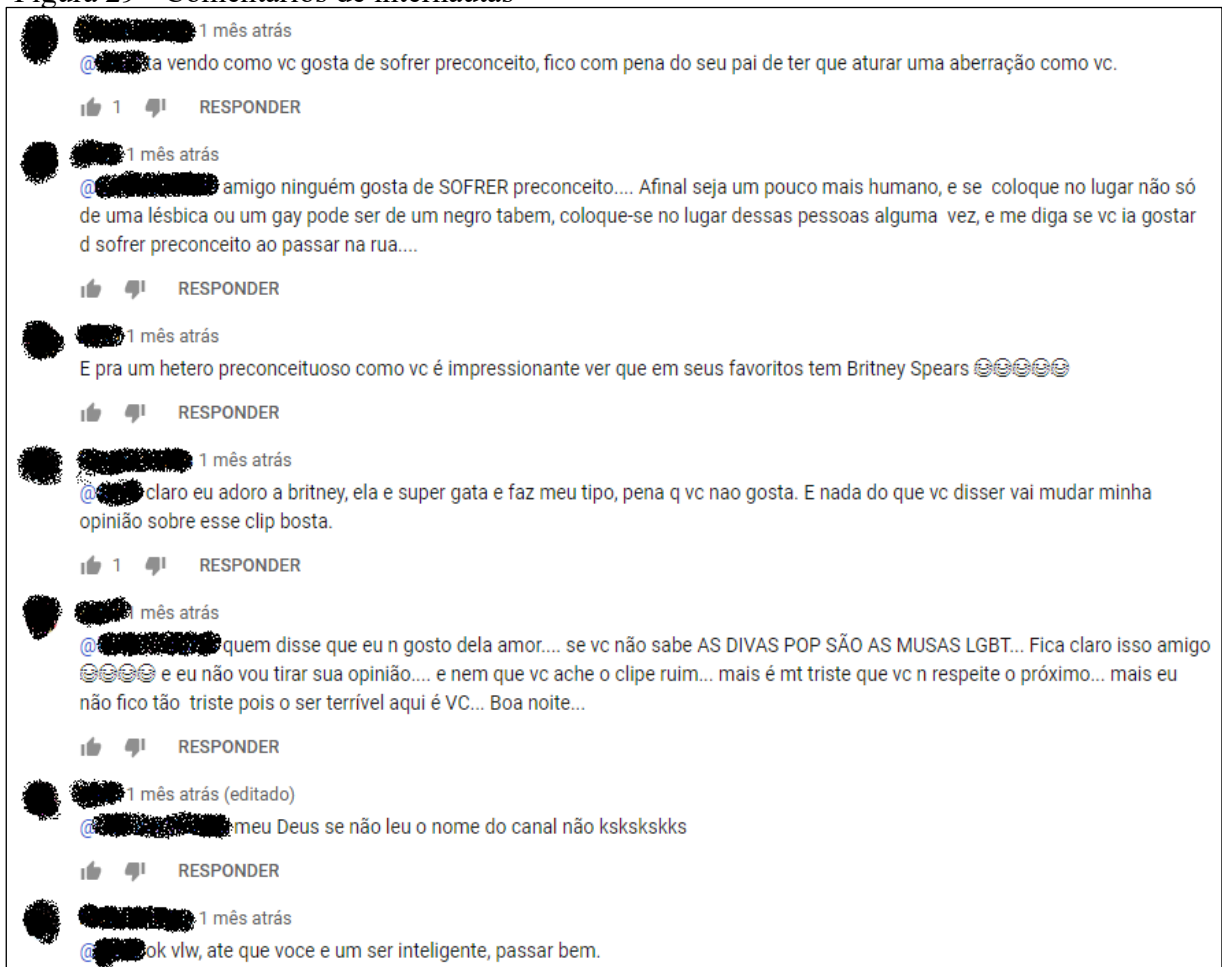 Figura 29 – Comentários de internautas
1 mês atrás
@ ta vendo como vc gosta de sofrer preconceito, fico com pena do seu pai de ter que aturar uma aberração como vc.
1 RESPONDER
1 mês atrás
@ amigo ninguém gosta de SOFRER preconceito.... Afinal seja um pouco mais humano, e se coloque no lugar não só
de uma lésbica ou um gay pode ser de um negro tabem, coloque-se no lugar dessas pessoas alguma vez, e me diga se vc ia gostar
d sofrer preconceito ao passar na rua....
RESPONDER
1 mês atrás
E pra um hetero preconceituoso como vc é impressionante ver que em seus favoritos tem Britney Spears 😂😂😂😂😂
RESPONDER
1 mês atrás
@ claro eu adoro a britney, ela e super gata e faz meu tipo, pena q vc nao gosta. E nada do que vc disser vai mudar minha
opinião sobre esse clip bosta.
1 RESPONDER
mês atrás
@ quem disse que eu n gosto dela amor.... se vc não sabe AS DIVAS POP SÃO AS MUSAS LGBT... Fica claro isso amigo
😂😂😂😂 e eu não vou tirar sua opinião.... e nem que vc ache o clipe ruim... mais é mt triste que vc n respeite o próximo... mais eu
não fico tão triste pois o ser terrível aqui é VC... Boa noite...
RESPONDER
1 mês atrás (editado)
@ meu Deus se não leu o nome do canal não ksksksksks
RESPONDER
1 mês atrás
@ ok vlw, ate que voce e um ser inteligente, passar bem.